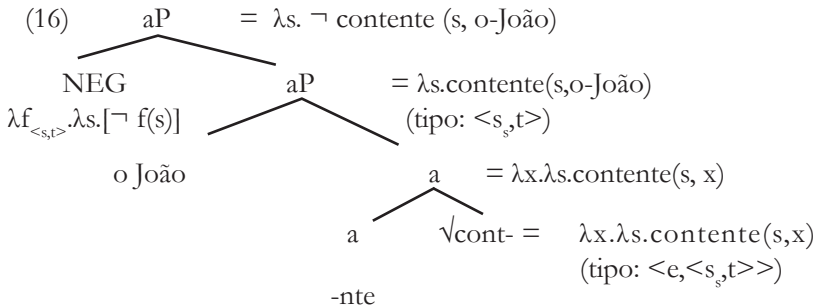 (16) aP = λs. ¬ contente (s, o-João)
NEG aP = λs.contente(s,o-João)
λf<s,t>.λs.[¬ f(s)] (tipo: <ss,t>)
o João a = λx.λs.contente(s, x)
a √cont- = λx.λs.contente(s,x)
(tipo: <e,<ss,t>>)
-nte